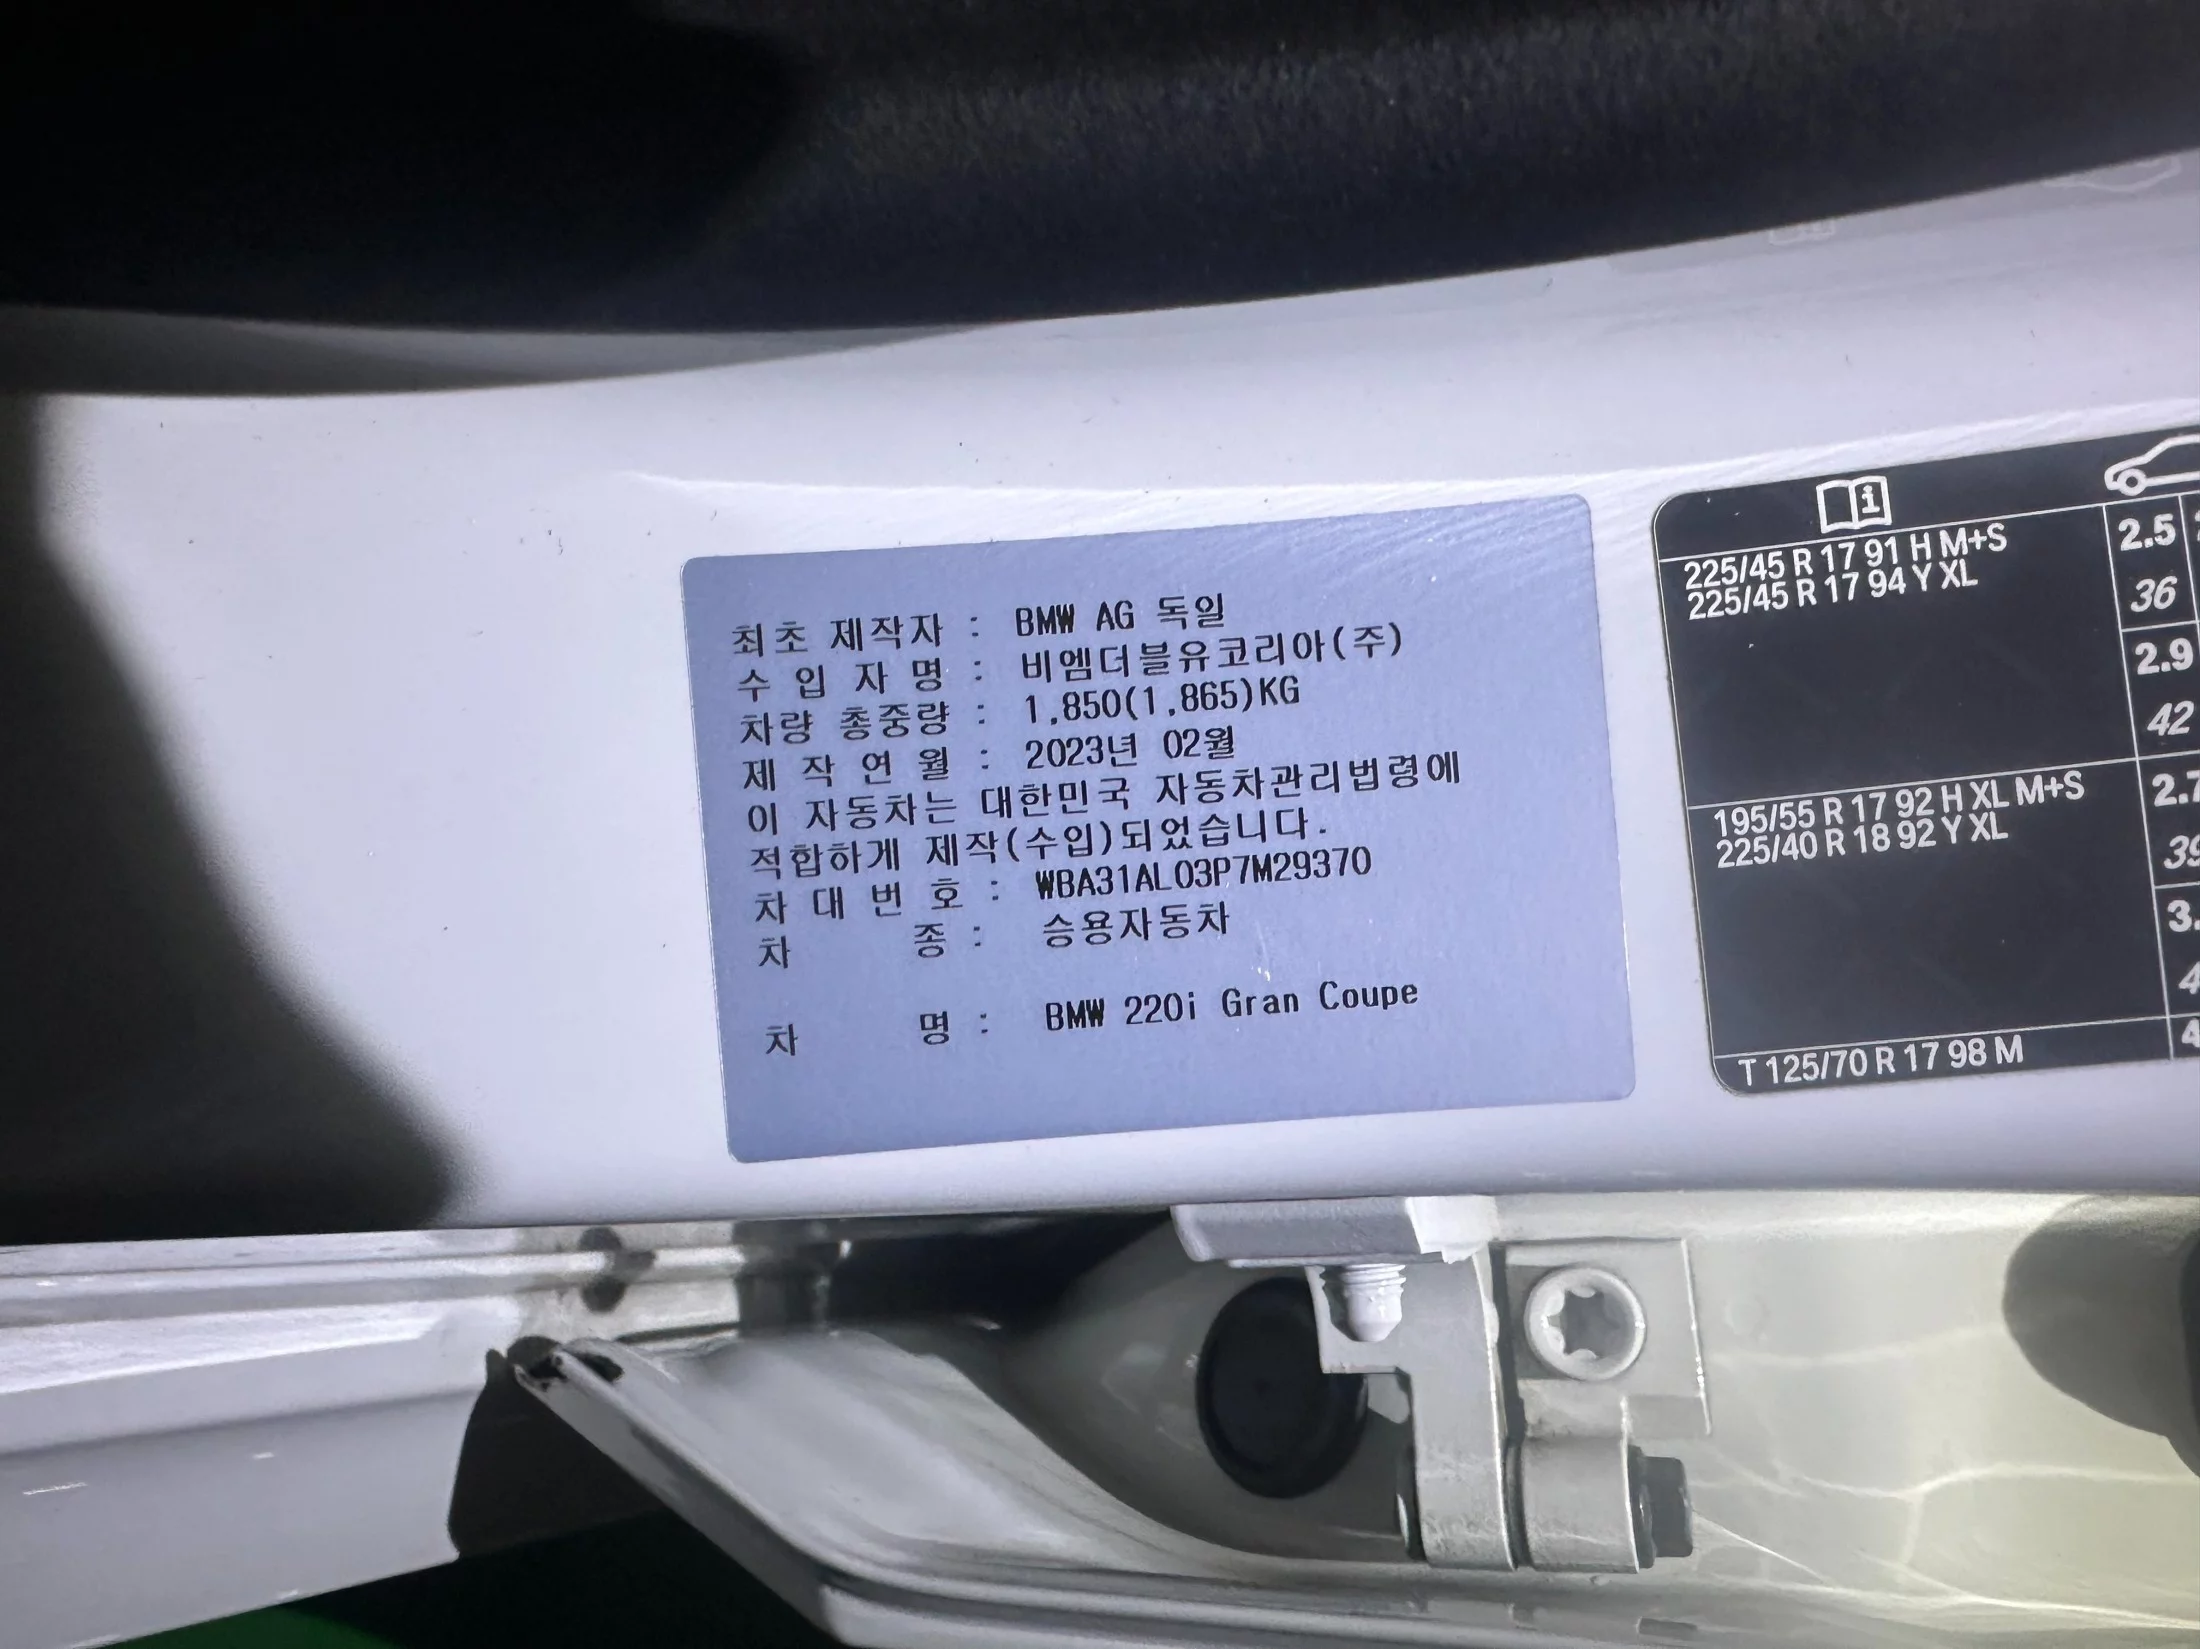 최초 제작자 : BMW AG 독일
수 입 자 명 : 비엠더블유코리아(주)
차량 총중량 : 1,850(1,865)KG
제 작 연 월 : 2023년 02월
이 자동차는 대한민국 자동차관리법령에
적합하게 제작(수입)되었습니다.
차 대 번 호 : WBA31AL03P7M29370
차 종 : 승용자동차
차 명 : BMW 220i Gran Coupe
225/45 R 17 91 H M+S
225/45 R 17 94 Y XL
2.5
36
2.9
42
195/55 R 17 92 H XL M+S
225/40 R 18 92 Y XL
T 125/70 R 17 98 M